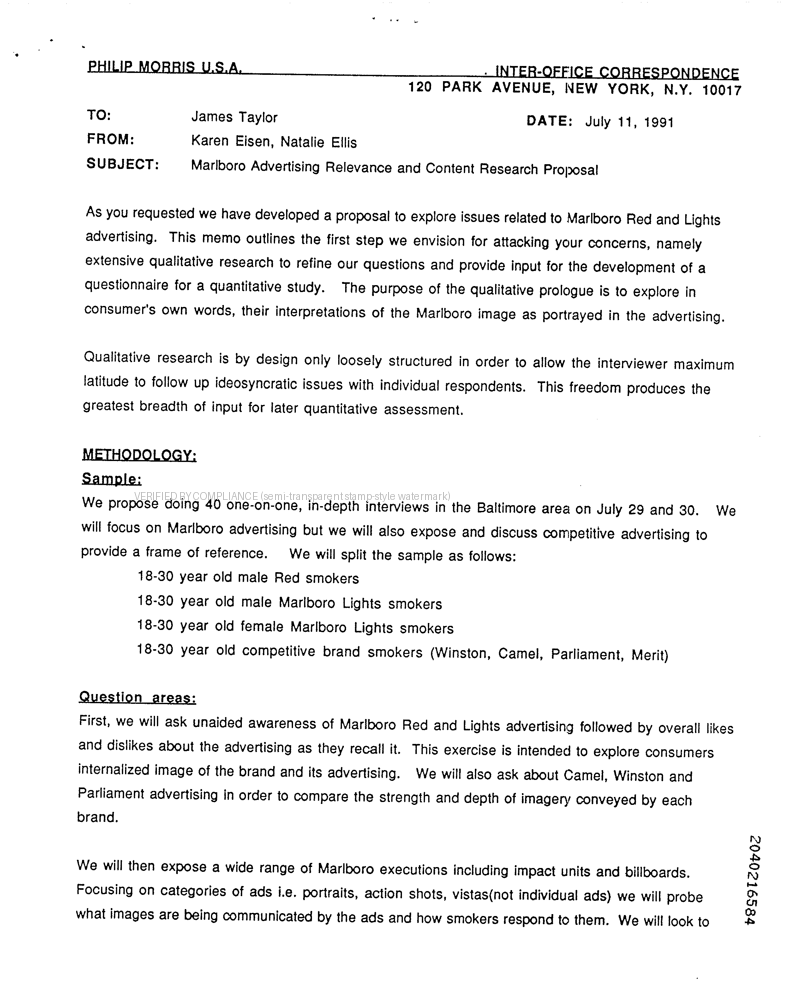 PHILIP MORRIS U.S.A.
INTER-OFFICE CORRESPONDENCE
120 PARK AVENUE, NEW YORK, N.Y. 10017
TO: James Taylor
DATE: July 11, 1991
FROM: Karen Eisen, Natalie Ellis
SUBJECT: Marlboro Advertising Relevance and Content Research Proposal
As you requested we have developed a proposal to explore issues related to Marlboro Red and Lights
advertising. This memo outlines the first step we envision for attacking your concerns, namely
extensive qualitative research to refine our questions and provide input for the development of a
questionnaire for a quantitative study. The purpose of the qualitative prologue is to explore in
consumer's own words, their interpretations of the Marlboro image as portrayed in the advertising.
Qualitative research is by design only loosely structured in order to allow the interviewer maximum
latitude to follow up ideosyncratic issues with individual respondents. This freedom produces the
greatest breadth of input for later quantitative assessment.
METHODOLOGY:
Sample:
VERIFIED BY COMPLIANCE (semi-transparent stamp-style watermark)
We propose doing 40 one-on-one, in-depth interviews in the Baltimore area on July 29 and 30. We
will focus on Marlboro advertising but we will also expose and discuss competitive advertising to
provide a frame of reference. We will split the sample as follows:
18-30 year old male Red smokers
18-30 year old male Marlboro Lights smokers
18-30 year old female Marlboro Lights smokers
18-30 year old competitive brand smokers (Winston, Camel, Parliament, Merit)
Question areas:
First, we will ask unaided awareness of Marlboro Red and Lights advertising followed by overall likes
and dislikes about the advertising as they recall it. This exercise is intended to explore consumers
internalized image of the brand and its advertising. We will also ask about Camel, Winston and
Parliament advertising in order to compare the strength and depth of imagery conveyed by each
brand.
We will then expose a wide range of Marlboro executions including impact units and billboards.
Focusing on categories of ads i.e. portraits, action shots, vistas(not individual ads) we will probe
what images are being communicated by the ads and how smokers respond to them. We will look to
2040216584